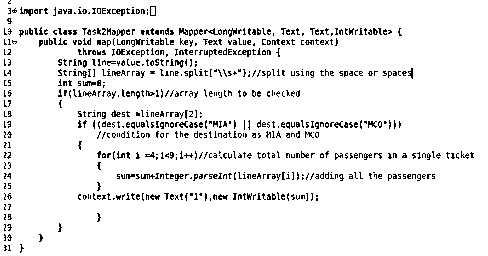 3 import java.io.IOException;
9
10 public class Task2Mapper extends Mapper<LongWritable, Text, Text,IntWritable> {
11 public void map(LongWritable key, Text value, Context context)
12 throws IOException, InterruptedException {
13 String line=value.toString();
14 String[] lineArray = line.split("\\s+");//split using the space or spaces
15 int sum=0;
16 if(lineArray.length>1)//array length to be checked
17 {
18 String dest =lineArray[2];
19 if ((dest.equalsIgnoreCase("MIA") || dest.equalsIgnoreCase("MCO")))
20 //condition for the destination as MIA and MCO
21 {
22 for(int i =4;i<9;i++)//calculate total number of passengers in a single ticket
23 {
24 sum=sum+Integer.parseInt(lineArray[i]);//adding all the passengers
25 }
26 context.write(new Text("1"),new IntWritable(sum));
27
28 }
29 }
30 }
31 }